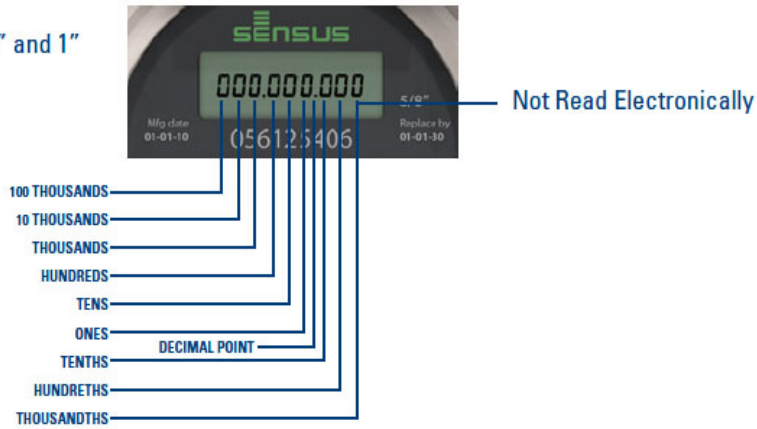 " and 1"
sensus
000.000.000
5/8"
Not Read Electronically
Mfg date
01-01-10
056125406
Replace by
01-01-30
100 THOUSANDS
10 THOUSANDS
THOUSANDS
HUNDREDS
TENS
ONES
DECIMAL POINT
TENTHS
HUNDRETHS
THOUSANDTHS